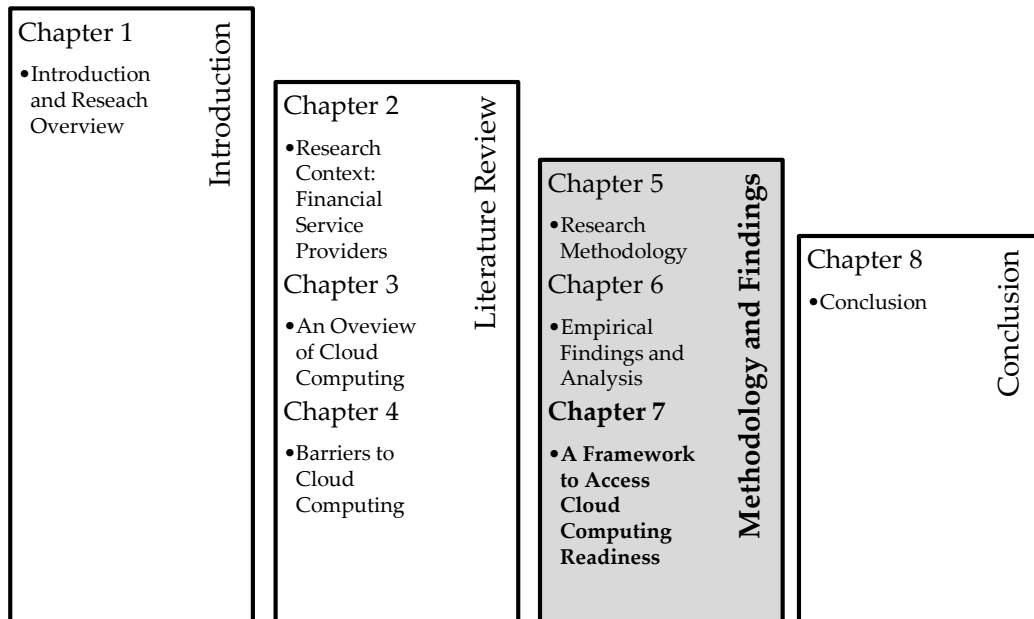 Chapter 1
•Introduction
and Reseach
Overview
Introduction
Chapter 2
•Research
Context:
Financial
Service
Providers
Chapter 3
•An Oveview
of Cloud
Computing
Chapter 4
•Barriers to
Cloud
Computing
Literature Review
Chapter 5
•Research
Methodology
Chapter 6
•Empirical
Findings and
Analysis
Chapter 7
•A Framework
to Access
Cloud
Computing
Readiness
Methodology and Findings
Chapter 8
•Conclusion
Conclusion